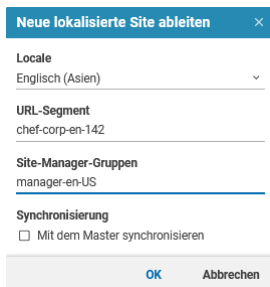 Neue lokalisierte Site ableiten
Locale
Englisch (Asien)
URL-Segment
chef-corp-en-142
Site-Manager-Gruppen
manager-en-US
Synchronisierung
Mit dem Master synchronisieren
OK Abbrechen